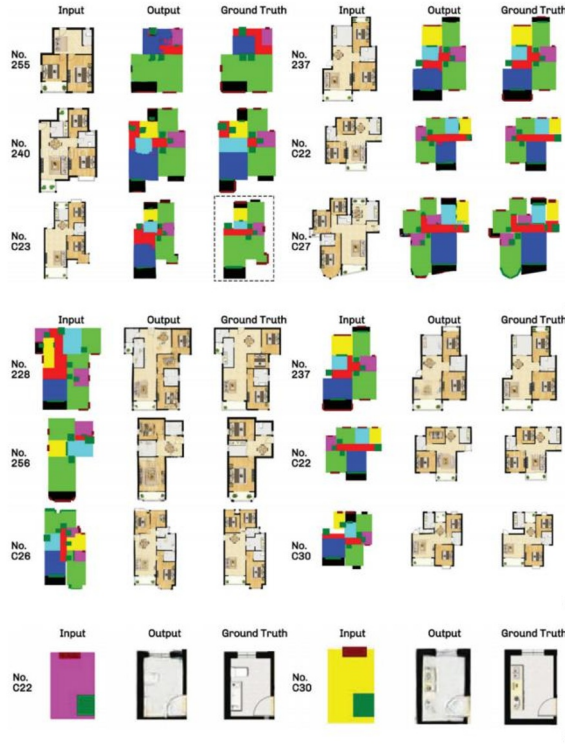 Input Output Ground Truth Input Output Ground Truth
No. 255
No. 237
No. 240
No. C22
No. C23
No. C27
Input Output Ground Truth Input Output Ground Truth
No. 228
No. 237
No. 256
No. C22
No. C26
No. C30
Input Output Ground Truth Input Output Ground Truth
No. C22
No. C30